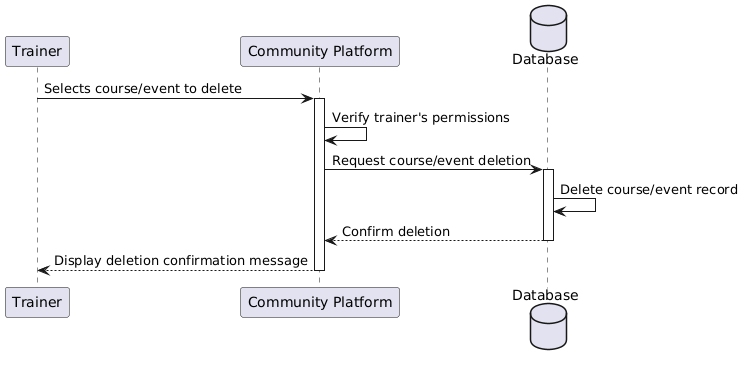 Trainer
Community Platform
Database
Selects course/event to delete
Verify trainer's permissions
Request course/event deletion
Delete course/event record
Confirm deletion
Display deletion confirmation message
Trainer
Community Platform
Database